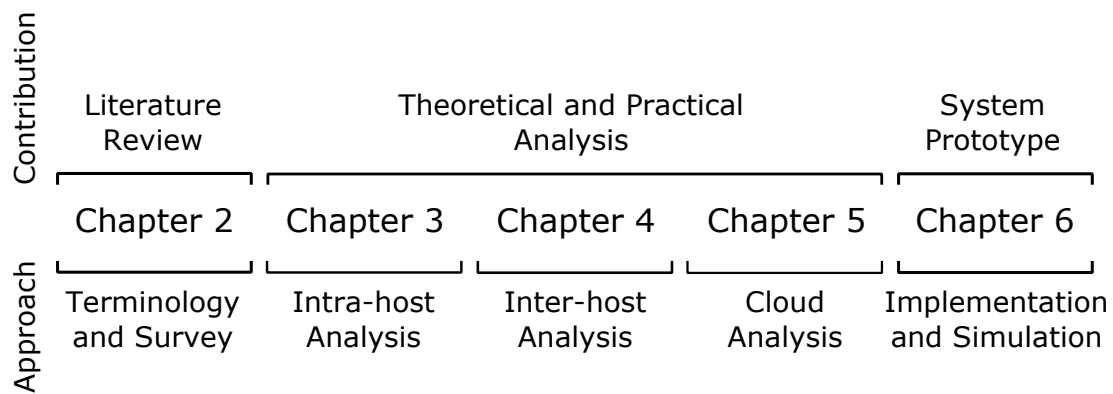 Contribution
Literature
Review
Theoretical and Practical
Analysis
System
Prototype
Chapter 2
Chapter 3
Chapter 4
Chapter 5
Chapter 6
Approach
Terminology
and Survey
Intra-host
Analysis
Inter-host
Analysis
Cloud
Analysis
Implementation
and Simulation